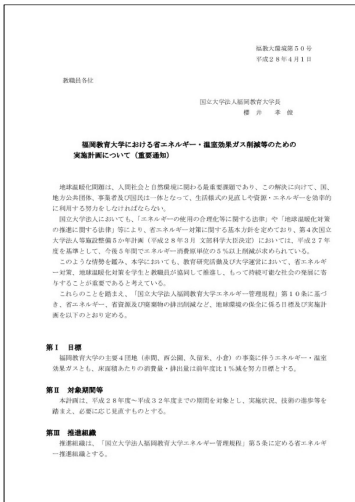 福教大環境第50号
平成28年4月1日
教職員各位
国立大学法人福岡教育大学長
櫻井 孝俊
福岡教育大学における省エネルギー・温室効果ガス削減等のための
実施計画について(重要通知)
地球温暖化問題は、人間社会と自然環境に関わる最重要課題であり、この解決に向けて、国、
地方公共団体、事業者及び国民は一体となって、生活様式の見直しや資源・エネルギーを効率的
に利用する努力をしなければならない。
国立大学法人においても、「エネルギーの使用の合理化等に関する法律」や「地球温暖化対策
の推進に関する法律」等により、省エネルギー対策に関する基本方針を定めており、第4次国立
大学法人等施設整備5か年計画(平成28年3月 文部科学大臣決定)においては、平成27年
度を基準として、今後5年間でエネルギー消費原単位の5%以上削減が求められている。
このような情勢を鑑み、本学においても、教育研究活動及び大学運営において、省エネルギ
ー対策、地球温暖化対策を学生と教職員が協同して推進し、もって持続可能な社会の発展に寄
与することが重要であると考えている。
これらのことを踏まえ、「国立大学法人福岡教育大学エネルギー管理規程」第10条に基づ
き、省エネルギー、省資源及び廃棄物の排出削減など、地球環境の保全に係る目標及び実施計
画を以下のとおり定める。
第Ⅰ 目標
福岡教育大学の主要4団地(赤間、西公園、久留米、小倉)の事業に伴うエネルギー・温室
効果ガスとも、床面積あたりの消費量・排出量は前年度比1%減を努力目標とする。
第Ⅱ 対象期間等
本計画は、平成28年度~平成32年度までの期間を対象とし、実施状況、技術の進歩等を
踏まえ、必要に応じ見直すものとする。
第Ⅲ 推進組織
推進組織は、「国立大学法人福岡教育大学エネルギー管理規程」第5条に定める省エネルギ
ー推進組織とする。